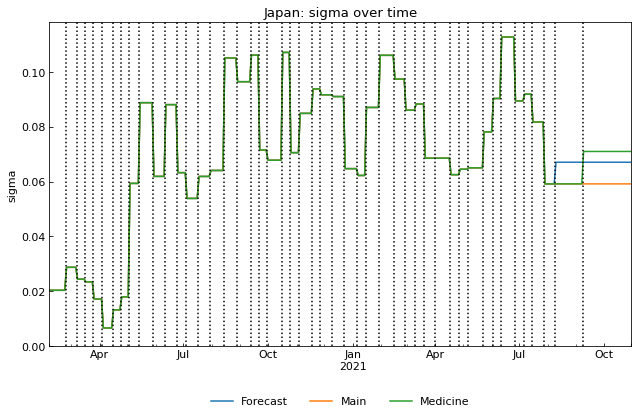 Japan: sigma over time
sigma
0.10
0.08
0.06
0.04
0.02
0.00
Apr Jul Oct Jan Apr Jul Oct
2021
Forecast Main Medicine